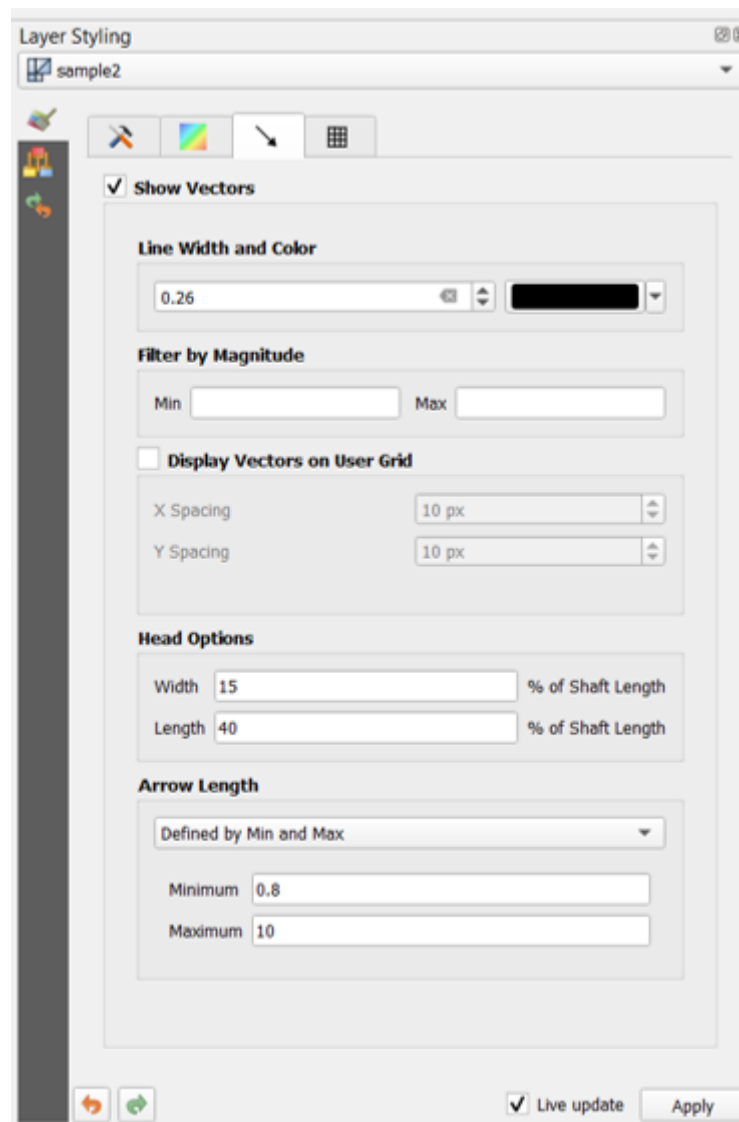 Layer Styling
sample2
Show Vectors
Line Width and Color
0.26
Filter by Magnitude
Min Max
Display Vectors on User Grid
X Spacing 10 px
Y Spacing 10 px
Head Options
Width 15 % of Shaft Length
Length 40 % of Shaft Length
Arrow Length
Defined by Min and Max
Minimum 0.8
Maximum 10
Live update Apply